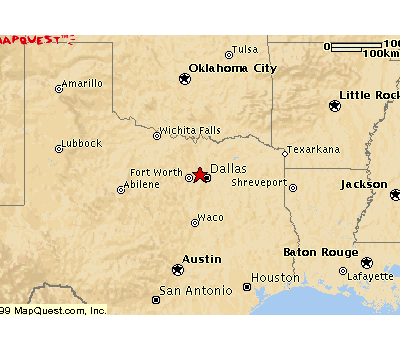 MAPQUEST.
Tulsa
100
100km
Oklahoma City
Amarillo
Little Rock
Wichita Falls
Lubbock
Texarkana
Fort Worth
Dallas
Abilene
Shreveport
Jackson
Waco
Baton Rouge
Austin
Lafayette
Houston
San Antonio
99 MapQuest.com, Inc.